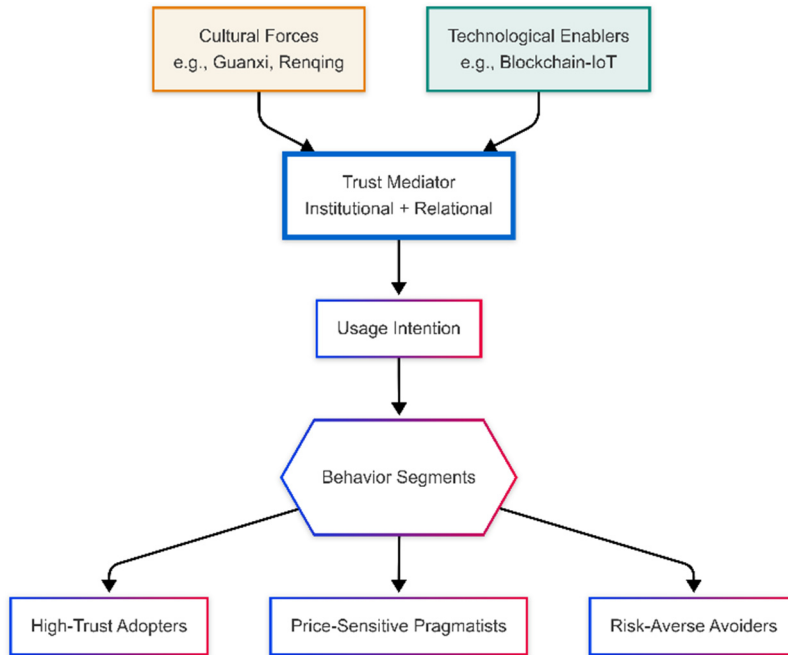 Cultural Forces
e.g., Guanxi, Renqing
Technological Enablers
e.g., Blockchain-IoT
Trust Mediator
Institutional + Relational
Usage Intention
Behavior Segments
High-Trust Adopters
Price-Sensitive Pragmatists
Risk-Averse Avoiders